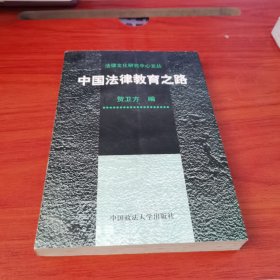 法律文化研究中心文丛
中国法律教育之路
贺卫方 编
中国政法大学出版社